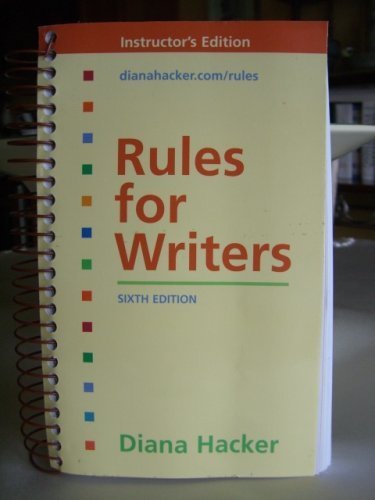 Instructor's Edition
dianahacker.com/rules
Rules
for
Writers
SIXTH EDITION
Diana Hacker